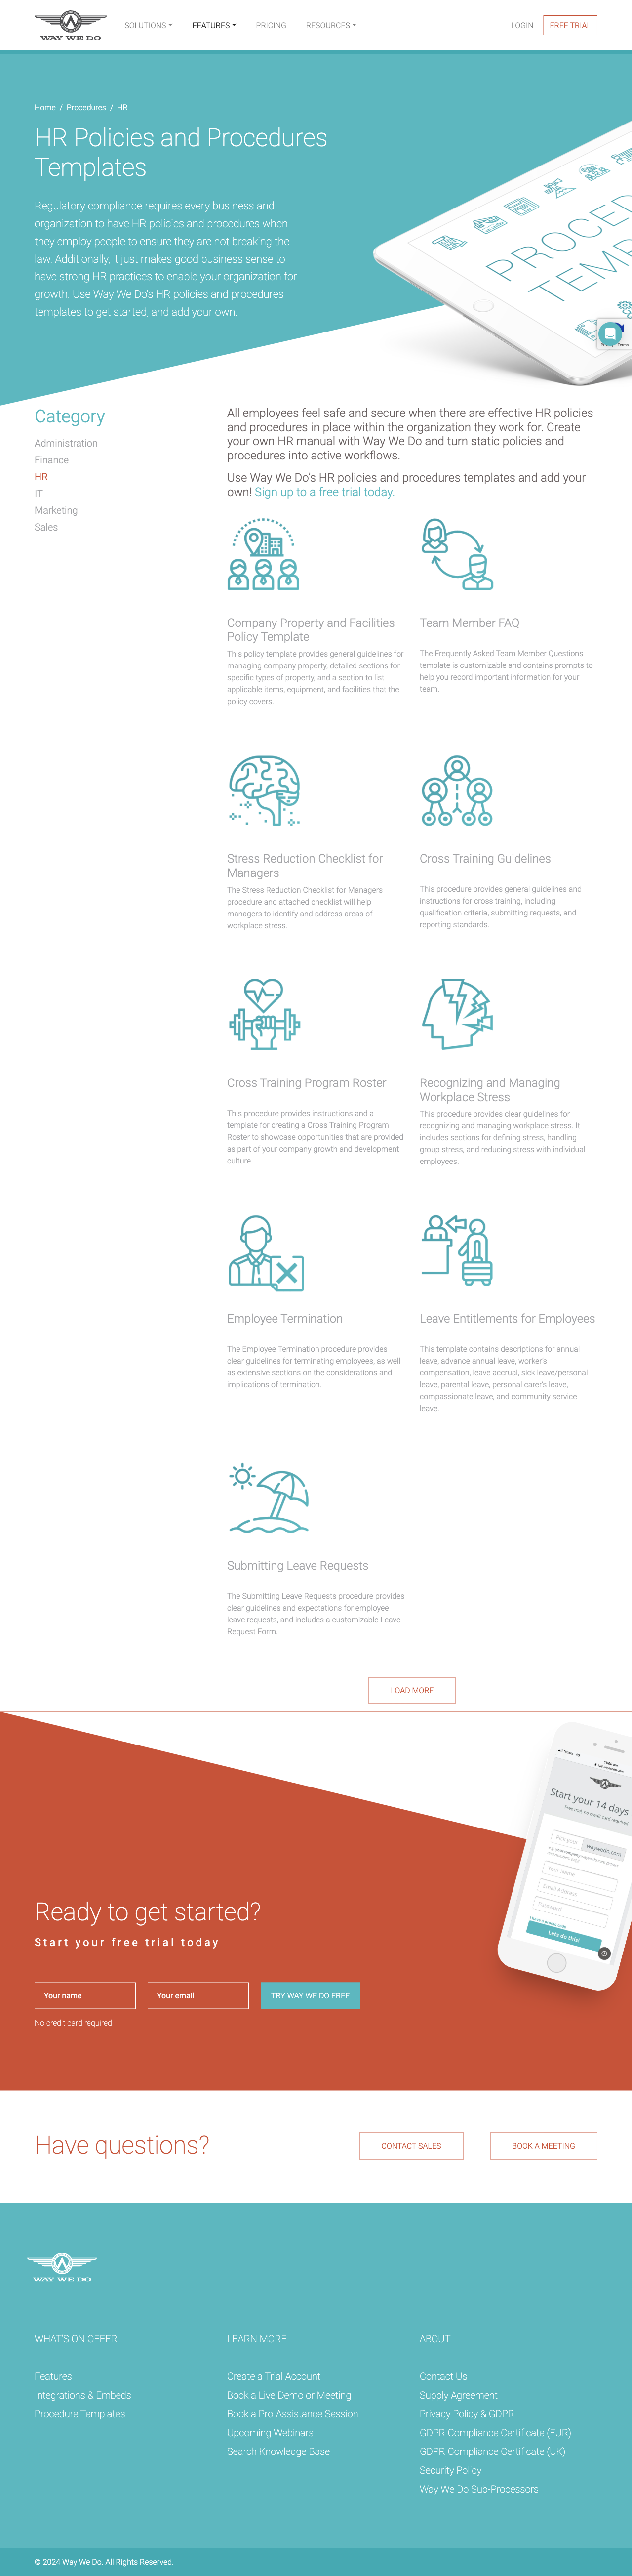 WAY WE DO
SOLUTIONS
FEATURES
PRICING
RESOURCES
LOGIN
FREE TRIAL
Home / Procedures / HR
HR Policies and Procedures
Templates
Regulatory compliance requires every business and
organization to have HR policies and procedures when
they employ people to ensure they are not breaking the
law. Additionally, it just makes good business sense to
have strong HR practices to enable your organization for
growth. Use Way We Do's HR policies and procedures
templates to get started, and add your own.
Terms
Category
Administration
Finance
HR
IT
Marketing
Sales
All employees feel safe and secure when there are effective HR policies
and procedures in place within the organization they work for. Create
your own HR manual with Way We Do and turn static policies and
procedures into active workflows.
Use Way We Do's HR policies and procedures templates and add your
own! Sign up to a free trial today.
Company Property and Facilities
Policy Template
This policy template provides general guidelines for
managing company property, detailed sections for
specific types of property, and a section to list
applicable items, equipment, and facilities that the
policy covers.
Team Member FAQ
The Frequently Asked Team Member Questions
template is customizable and contains prompts to
help you record important information for your
team.
Stress Reduction Checklist for
Managers
The Stress Reduction Checklist for Managers
procedure and attached checklist will help
managers to identify and address areas of
workplace stress.
Cross Training Guidelines
This procedure provides general guidelines and
instructions for cross training, including
qualification criteria, submitting requests, and
reporting standards.
Cross Training Program Roster
This procedure provides instructions and a
template for creating a Cross Training Program
Roster to showcase opportunities that are provided
as part of your company growth and development
culture.
Recognizing and Managing
Workplace Stress
This procedure provides clear guidelines for
recognizing and managing workplace stress. It
includes sections for defining stress, handling
group stress, and reducing stress with individual
employees.
Employee Termination
The Employee Termination procedure provides
clear guidelines for terminating employees, as well
as extensive sections on the considerations and
implications of termination.
Leave Entitlements for Employees
This template contains descriptions for annual
leave, advance annual leave, worker's
compensation, leave accrual, sick leave/personal
leave, parental leave, personal carer's leave,
compassionate leave, and community service
leave.
Submitting Leave Requests
The Submitting Leave Requests procedure provides
clear guidelines and expectations for employee
leave requests, and includes a customizable Leave
Request Form.
LOAD MORE
Start your 14 days
Free trial, no credit card required
Pick your
.waywedo.com
Your Name
Email Address
Password
Lets do this!
Ready to get started?
Start your free trial today
Your name
Your email
TRY WAY WE DO FREE
No credit card required
Have questions?
CONTACT SALES
BOOK A MEETING
WAY WE DO
WHAT'S ON OFFER
Features
Integrations & Embeds
Procedure Templates
LEARN MORE
Create a Trial Account
Book a Live Demo or Meeting
Book a Pro-Assistance Session
Upcoming Webinars
Search Knowledge Base
ABOUT
Contact Us
Supply Agreement
Privacy Policy & GDPR
GDPR Compliance Certificate (EUR)
GDPR Compliance Certificate (UK)
Security Policy
Way We Do Sub-Processors
© 2024 Way We Do. All Rights Reserved.